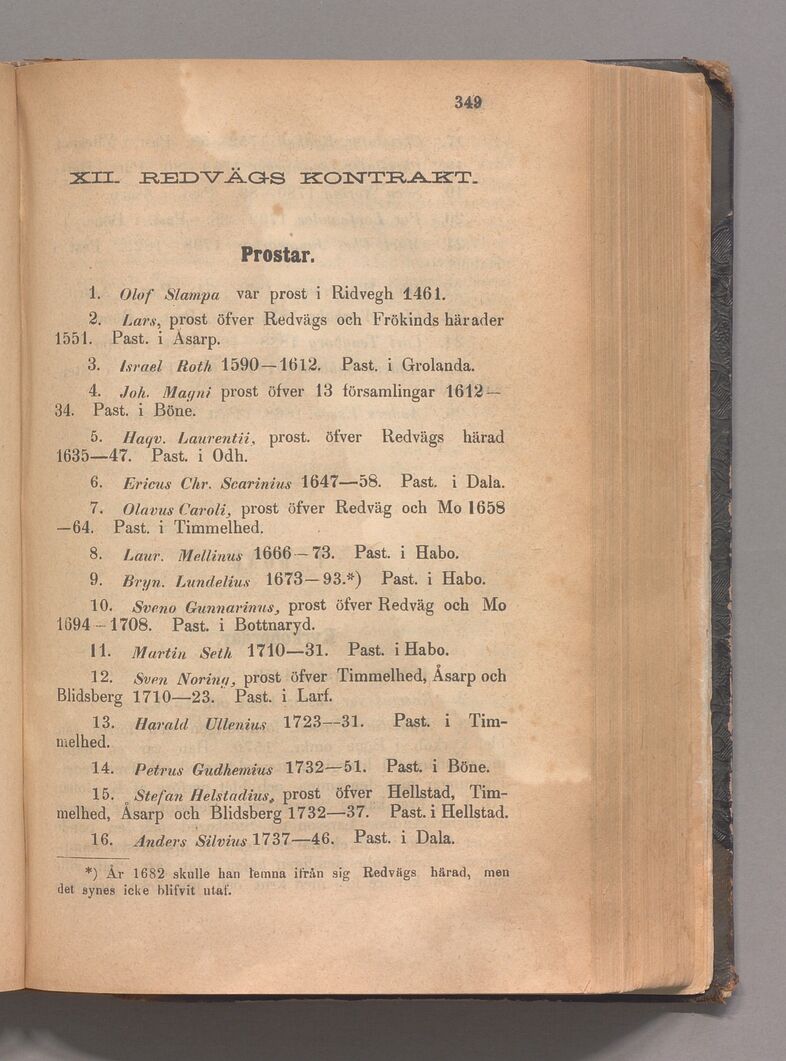 349
XII. REDVÄGS KONTRAKT.
Prostar.
1. Olof Slampa var prost i Ridvegh 1461.
2. Lars, prost öfver Redvägs och Frökinds härader
1551. Past. i Åsarp.
3. Israel Roth 1590—1612. Past. i Grolanda.
4. Joh. Magni prost öfver 13 församlingar 1612—
34. Past. i Böne.
5. Haqv. Laurentii, prost. öfver Redvägs härad
1635—47. Past. i Odh.
6. Ericus Chr. Scarinius 1647—58. Past. i Dala.
7. Olavus Caroli, prost öfver Redväg och Mo 1658
—64. Past. i Timmelhed.
8. Laur. Mellinus 1666—73. Past. i Habo.
9. Bryn. Lundelius 1673—93.*) Past. i Habo.
10. Sveno Gunnarinus, prost öfver Redväg och Mo
1694—1708. Past. i Bottnaryd.
11. Martin Seth 1710—31. Past. i Habo.
12. Sven Noring, prost öfver Timmelhed, Åsarp och
Blidsberg 1710—23. Past. i Larf.
13. Harald Ullenius 1723—31. Past. i Tim-
melhed.
14. Petrus Gudhemius 1732—51. Past. i Böne.
15. Stefan Helstadius, prost öfver Hellstad, Tim-
melhed, Åsarp och Blidsberg 1732—37. Past. i Hellstad.
16. Anders Silvius 1737—46. Past. i Dala.
*) År 1682 skulle han lemna ifrån sig Redvägs härad, men
det synes icke blifvit utaf.